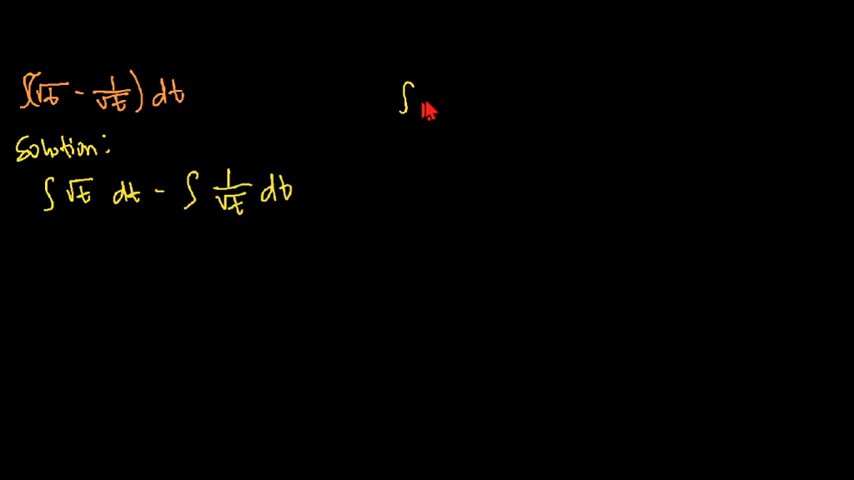 ∫(√t - 1/√t) dt
Solution:
∫ √t dt - ∫ 1/√t dt
∫